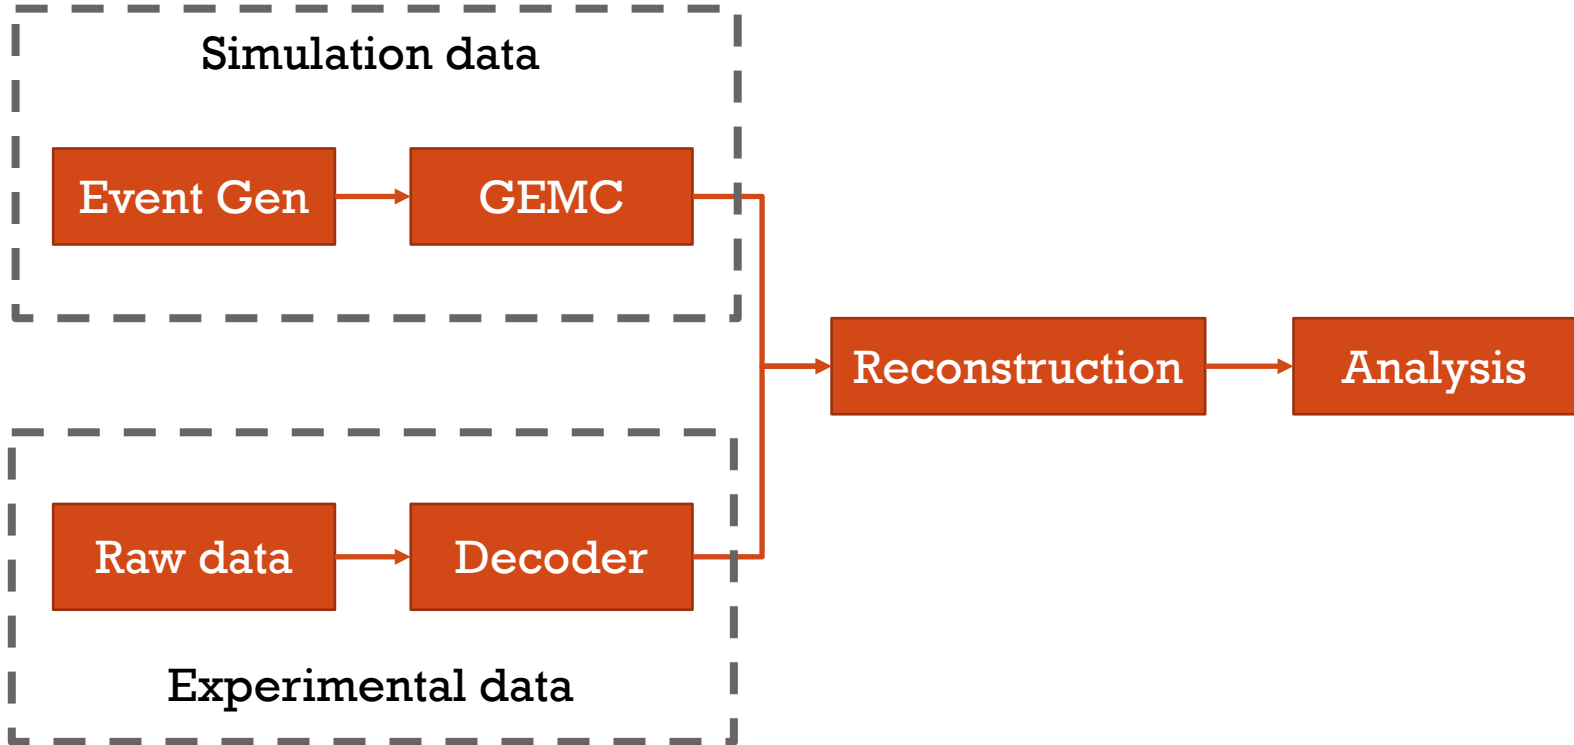 Simulation data
Event Gen
GEMC
Reconstruction
Analysis
Raw data
Decoder
Experimental data